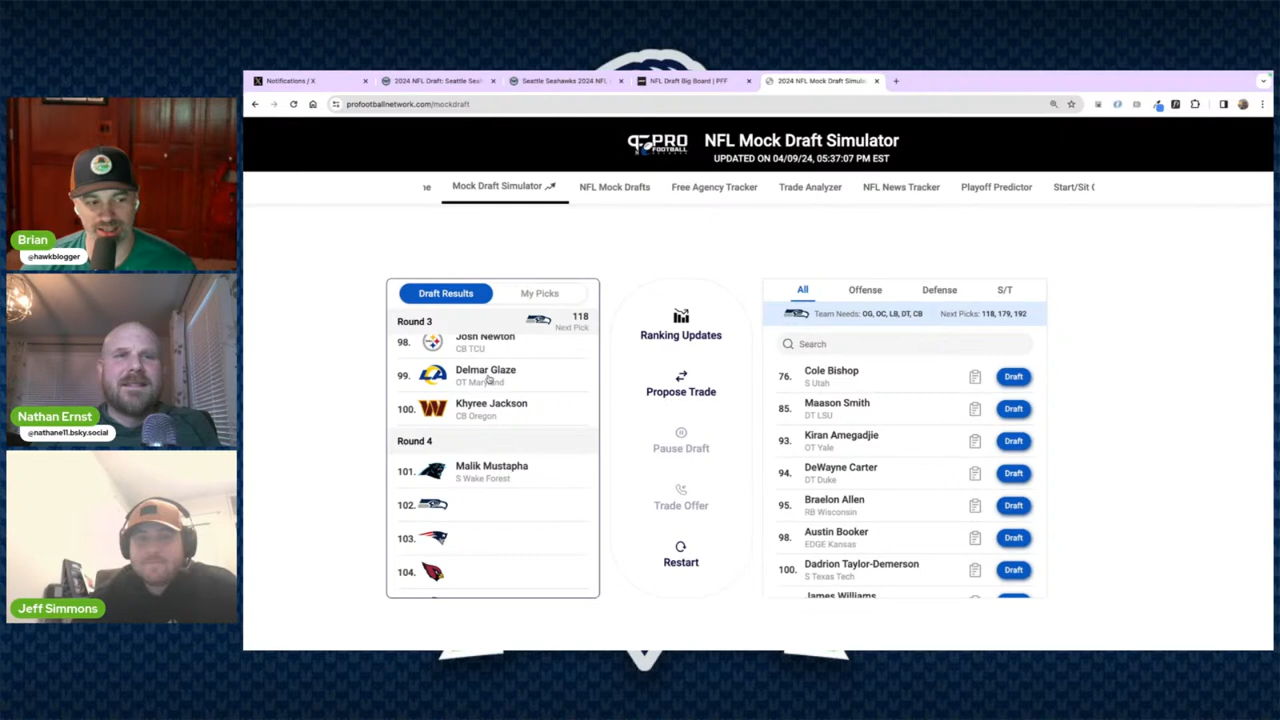 Notifications / X
2024 NFL Draft: Seattle Seah
Seattle Seahawks 2024 NFL
NFL Draft Big Board | PFF
2024 NFL Mock Draft Simula
profootballnetwork.com/mockdraft
PRO
FOOTBALL
NETWORK
NFL Mock Draft Simulator
UPDATED ON 04/09/24, 05:37:07 PM EST
Mock Draft Simulator
NFL Mock Drafts
Free Agency Tracker
Trade Analyzer
NFL News Tracker
Playoff Predictor
Start/Sit
Brian
@hawkblogger
Nathan Ernst
@nathane11.bsky.social
Jeff Simmons
Draft Results
My Picks
Round 3
118
Next Pick
98.
Josh Newton
CB TCU
99.
Delmar Glaze
OT Maryland
100.
Khyree Jackson
CB Oregon
Round 4
101.
Malik Mustapha
S Wake Forest
102.
103.
104.
Ranking Updates
Propose Trade
Pause Draft
Trade Offer
Restart
All
Offense
Defense
S/T
Team Needs: OG, OC, LB, DT, CB
Next Picks: 118, 179, 192
Search
76.
Cole Bishop
S Utah
Draft
85.
Maason Smith
DT LSU
Draft
93.
Kiran Amegadjie
OT Yale
Draft
94.
DeWayne Carter
DT Duke
Draft
95.
Braelon Allen
RB Wisconsin
Draft
98.
Austin Booker
EDGE Kansas
Draft
100.
Dadrion Taylor-Demerson
S Texas Tech
Draft
James Williams